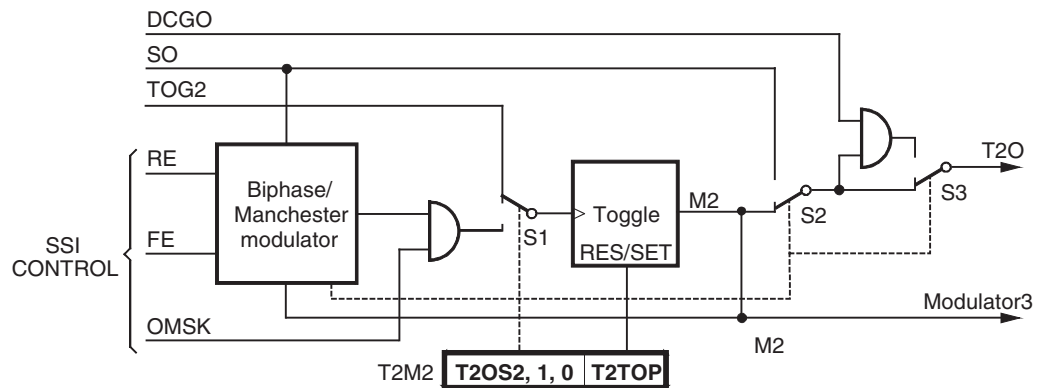 DCGO
SO
TOG2
RE
FE
SSI
CONTROL
OMSK
Biphase/
Manchester
modulator
S1
Toggle
RES/SET
M2
S2
S3
T2O
Modulator3
M2
T2M2
T2OS2, 1, 0
T2TOP